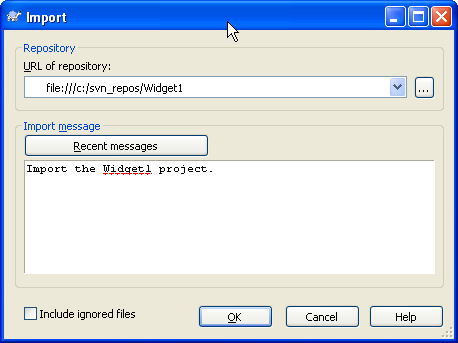 Import
Repository
URL of repository:
file:///c:/svn_repos/Widget1
...
Import message
Recent messages
Import the Widget1 project.
Include ignored files
OK
Cancel
Help